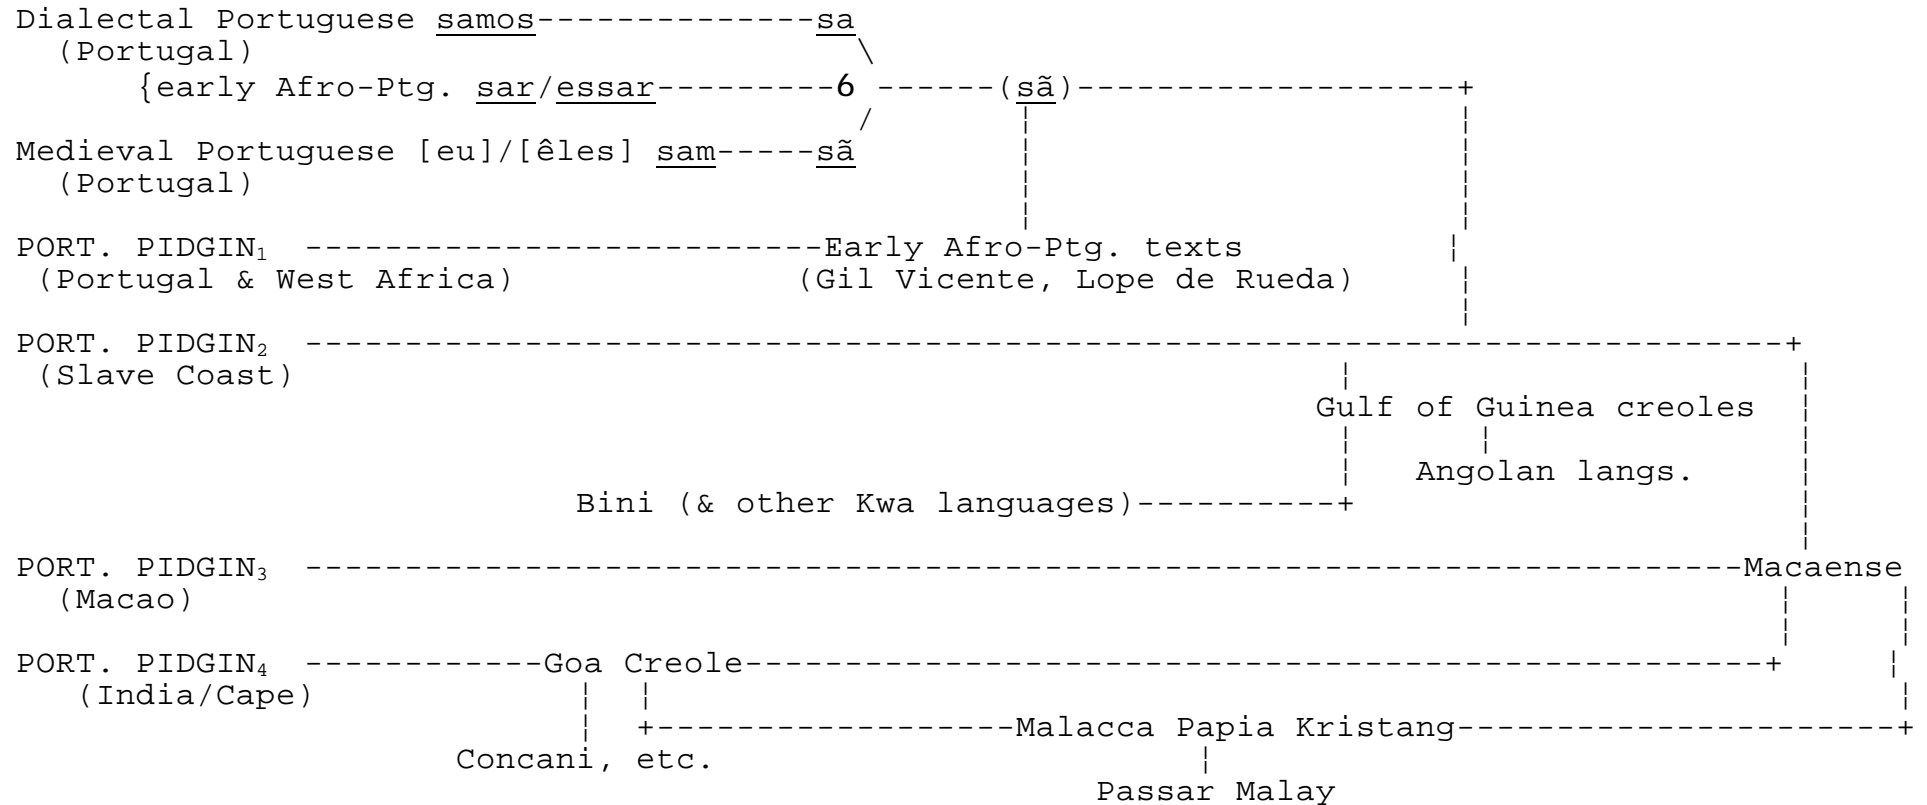 Dialectal Portuguese samos--------------sa
(Portugal) \
{early Afro-Ptg. sar/essar---------6 ------(sã)-------------------+
/ ¦ ¦
Medieval Portuguese [eu]/[êles] sam-----sã
(Portugal)
PORT. PIDGIN₁ --------------------------Early Afro-Ptg. texts
(Portugal & West Africa) (Gil Vicente, Lope de Rueda)
PORT. PIDGIN₂ --------------------------------------------------------------------------+
(Slave Coast)
Gulf of Guinea creoles
Angolan langs.
Bini (& other Kwa languages)----------+
PORT. PIDGIN₃ ------------------------------------------------------------------------Macaense
(Macao)
PORT. PIDGIN₄ ------------Goa Creole---------------------------------------------------+
(India/Cape)
+------------------Malacca Papia Kristang----------------------+
Concani, etc.
Passar Malay